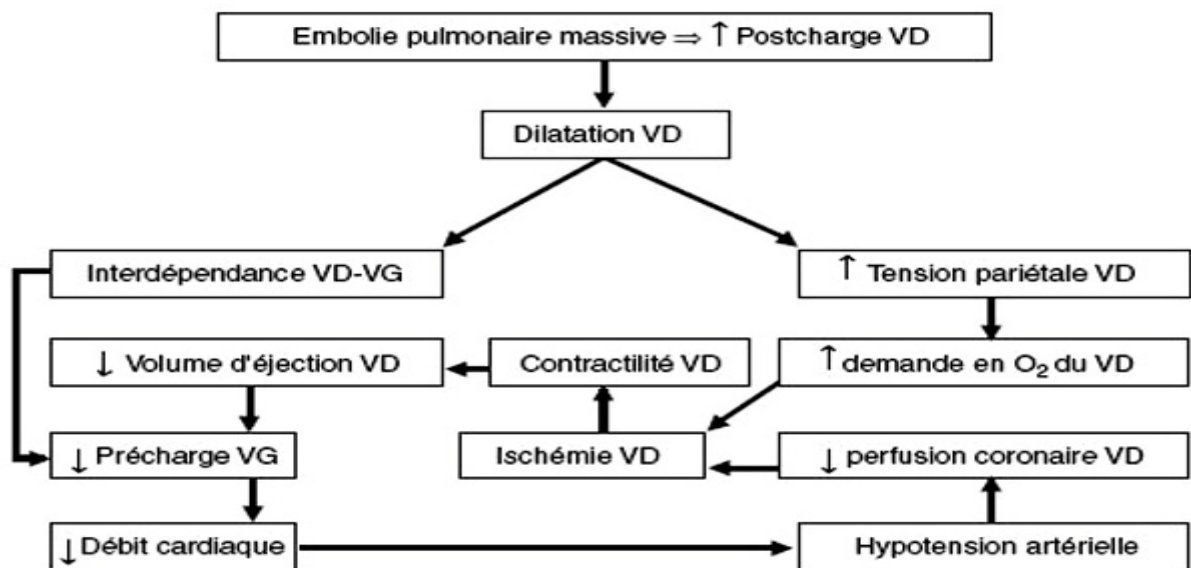 Embolie pulmonaire massive ⇒ ↑ Postcharge VD
Dilatation VD
Interdépendance VD-VG
↑ Tension pariétale VD
↓ Volume d'éjection VD
Contractilité VD
↑ demande en O₂ du VD
↓ Précharge VG
Ischémie VD
↓ perfusion coronaire VD
↓ Débit cardiaque
Hypotension artérielle